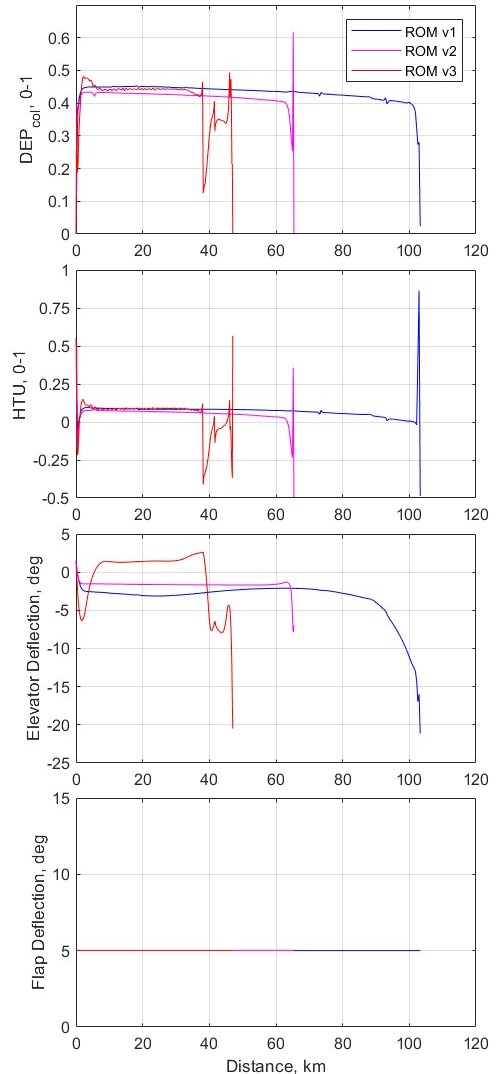 0.6
0.5
0.4
0.3
0.2
0.1
0
DEPcol, 0-1
ROM v1
ROM v2
ROM v3
0 20 40 60 80 100 120
1
0.75
0.5
0.25
0
-0.25
-0.5
HTU, 0-1
0 20 40 60 80 100 120
5
0
-5
-10
-15
-20
-25
Elevator Deflection, deg
0 20 40 60 80 100 120
15
10
5
0
Flap Deflection, deg
0 20 40 60 80 100 120
Distance, km